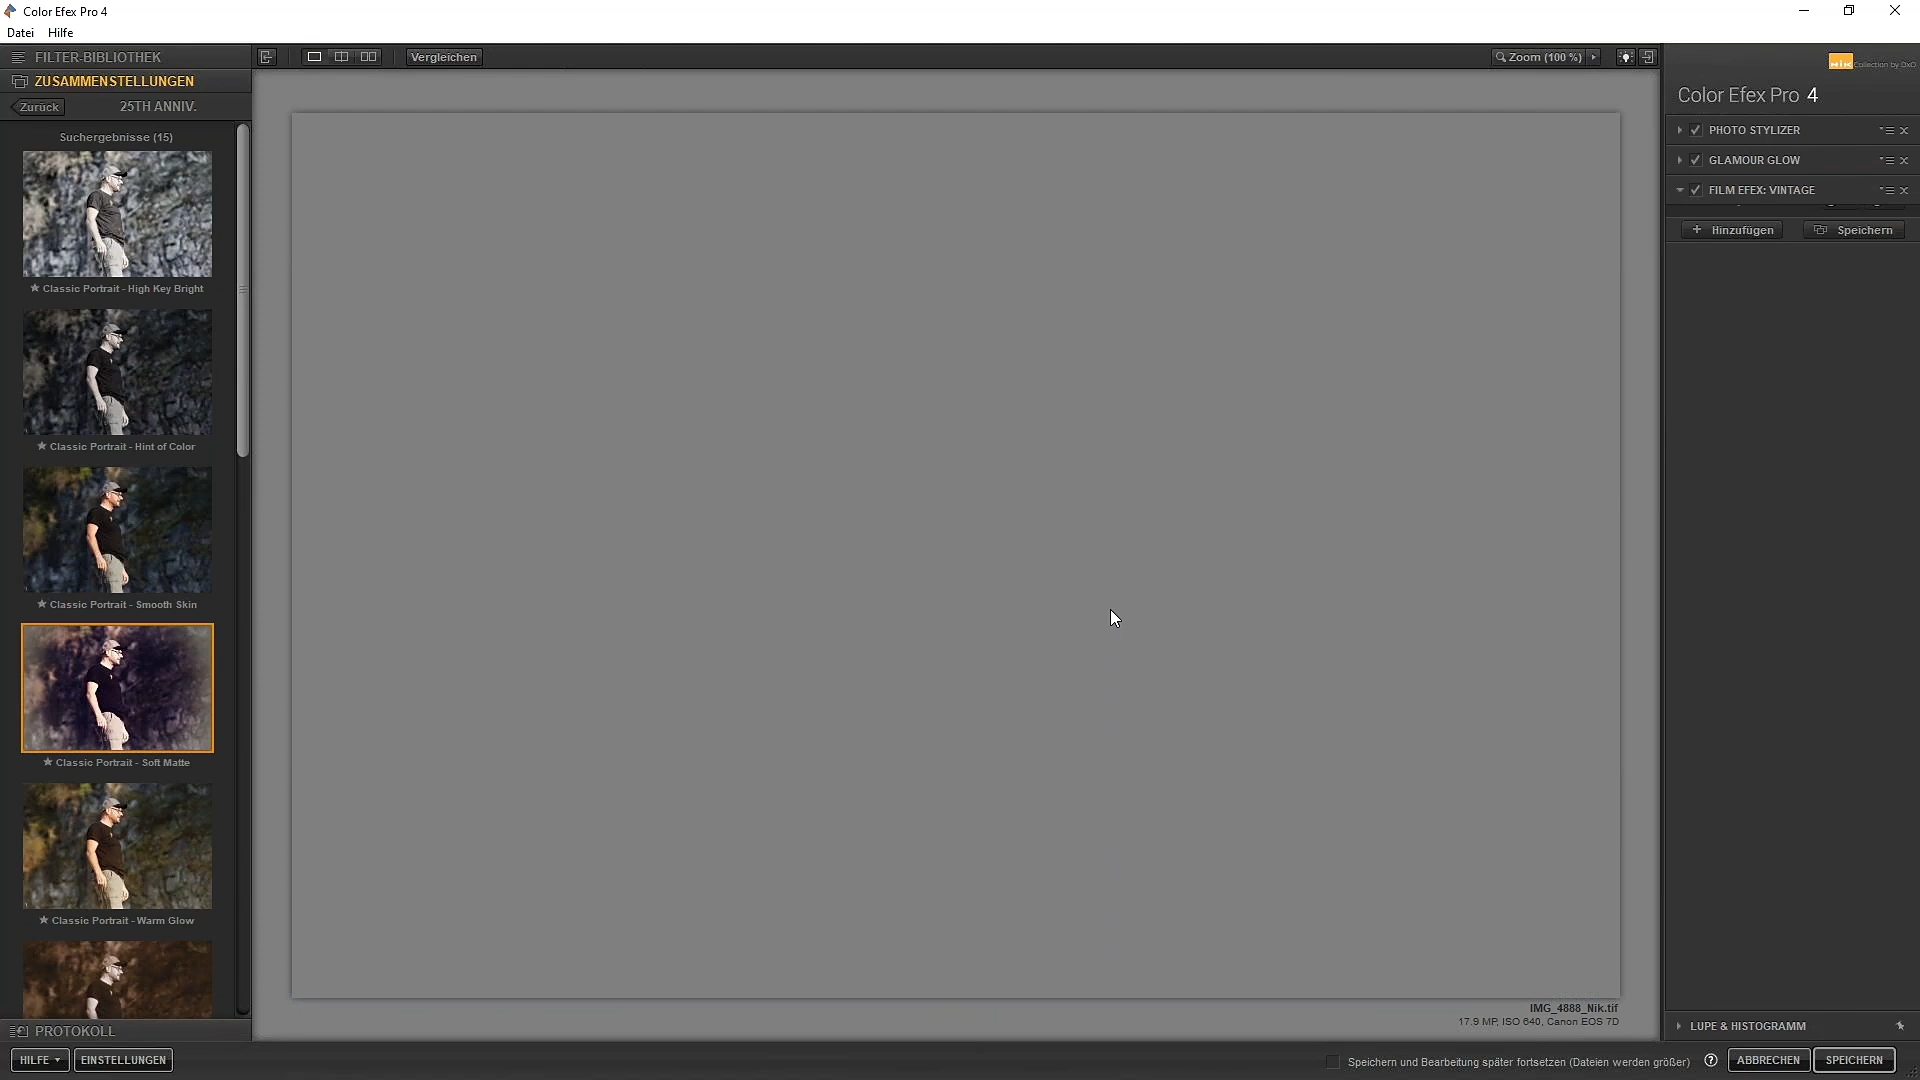 Color Efex Pro 4
Datei Hilfe
FILTER-BIBLIOTHEK
ZUSAMMENSTELLUNGEN
Zurück 25TH ANNIV.
Suchergebnisse (15)
Classic Portrait - High Key Bright
Classic Portrait - Hint of Color
Classic Portrait - Smooth Skin
Classic Portrait - Soft Matte
Classic Portrait - Warm Glow
PROTOKOLL
HILFE EINSTELLUNGEN
Vergleichen
Zoom (100 %)
IMG_4888_Nik.tif
17.9 MP, ISO 640, Canon EOS 7D
Nik Collection by DxO
Color Efex Pro 4
PHOTO STYLIZER
GLAMOUR GLOW
FILM EFEX: VINTAGE
Hinzufügen Speichern
LUPE & HISTOGRAMM
Speichern und Bearbeitung später fortsetzen (Dateien werden größer) ? ABBRECHEN SPEICHERN